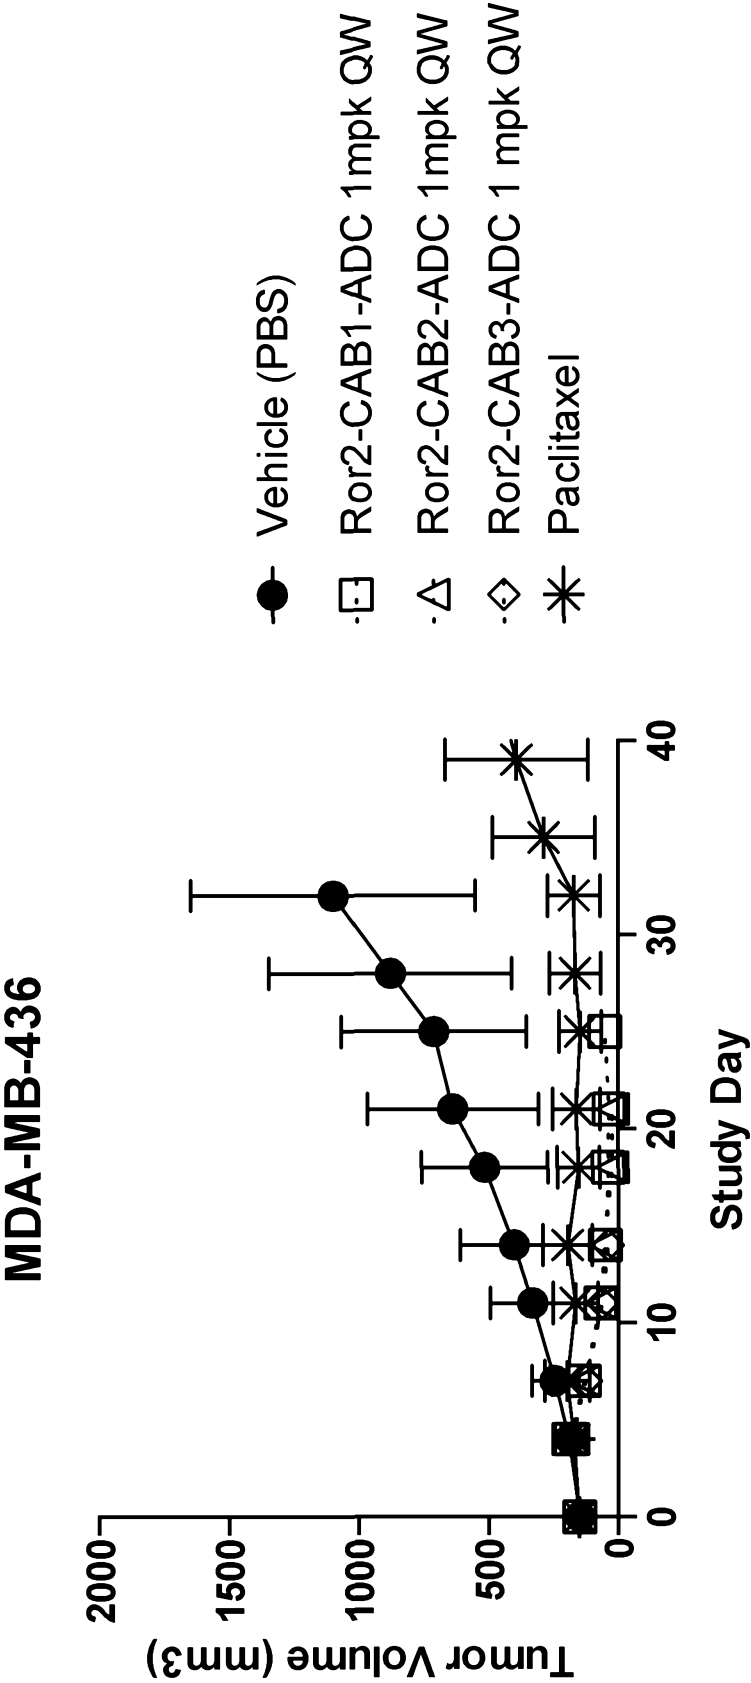 MDA-MB-436
Tumor Volume (mm3)
2000
1500
1000
500
0
0
10
20
30
40
Study Day
Vehicle (PBS)
Ror2-CAB1-ADC 1mpk QW
Ror2-CAB2-ADC 1mpk QW
Ror2-CAB3-ADC 1 mpk QW
Paclitaxel